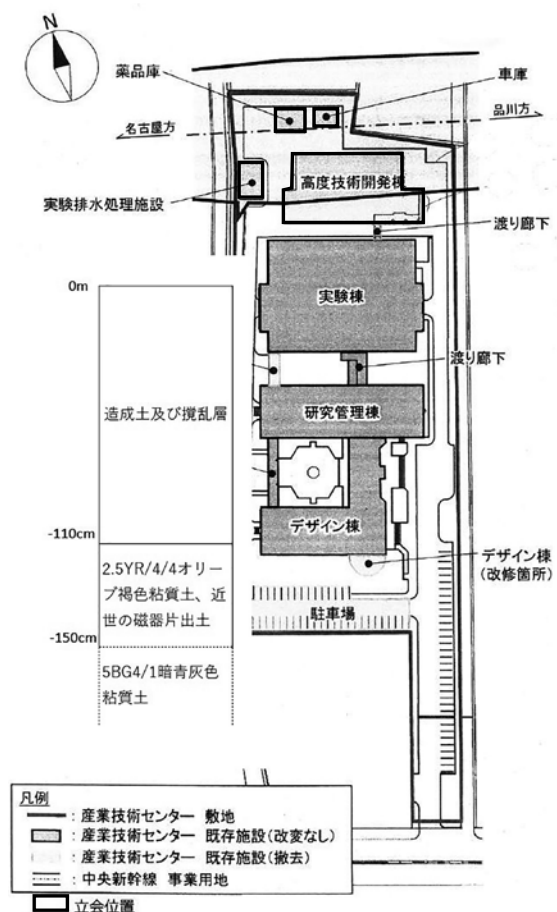 N
薬品庫
車庫
名古屋方
品川方
高度技術開発棟
実験排水処理施設
渡り廊下
実験棟
渡り廊下
研究管理棟
デザイン棟
デザイン棟
(改修箇所)
駐車場
0m
造成土及び撹乱層
-110cm
2.5YR/4/4オリー
ブ褐色粘質土、近
世の磁器片出土
-150cm
5BG4/1暗青灰色
粘質土
凡例
：産業技術センター 敷地
：産業技術センター 既存施設(改変なし)
：産業技術センター 既存施設(撤去)
：中央新幹線 事業用地
立会位置